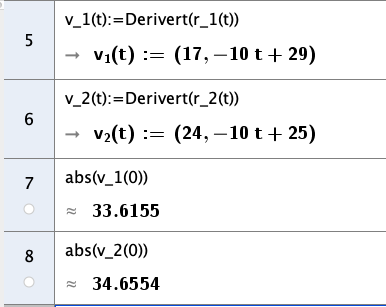 5
v_1(t):=Derivert(r_1(t))
→ v₁(t) := (17, −10 t + 29)
6
v_2(t):=Derivert(r_2(t))
→ v₂(t) := (24, −10 t + 25)
7
abs(v_1(0))
≈ 33.6155
8
abs(v_2(0))
≈ 34.6554